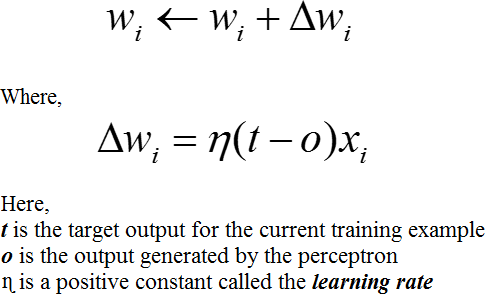 wᵢ ← wᵢ + Δwᵢ
Where,
Δwᵢ = η(t – o)xᵢ
Here,
t is the target output for the current training example
o is the output generated by the perceptron
η is a positive constant called the learning rate